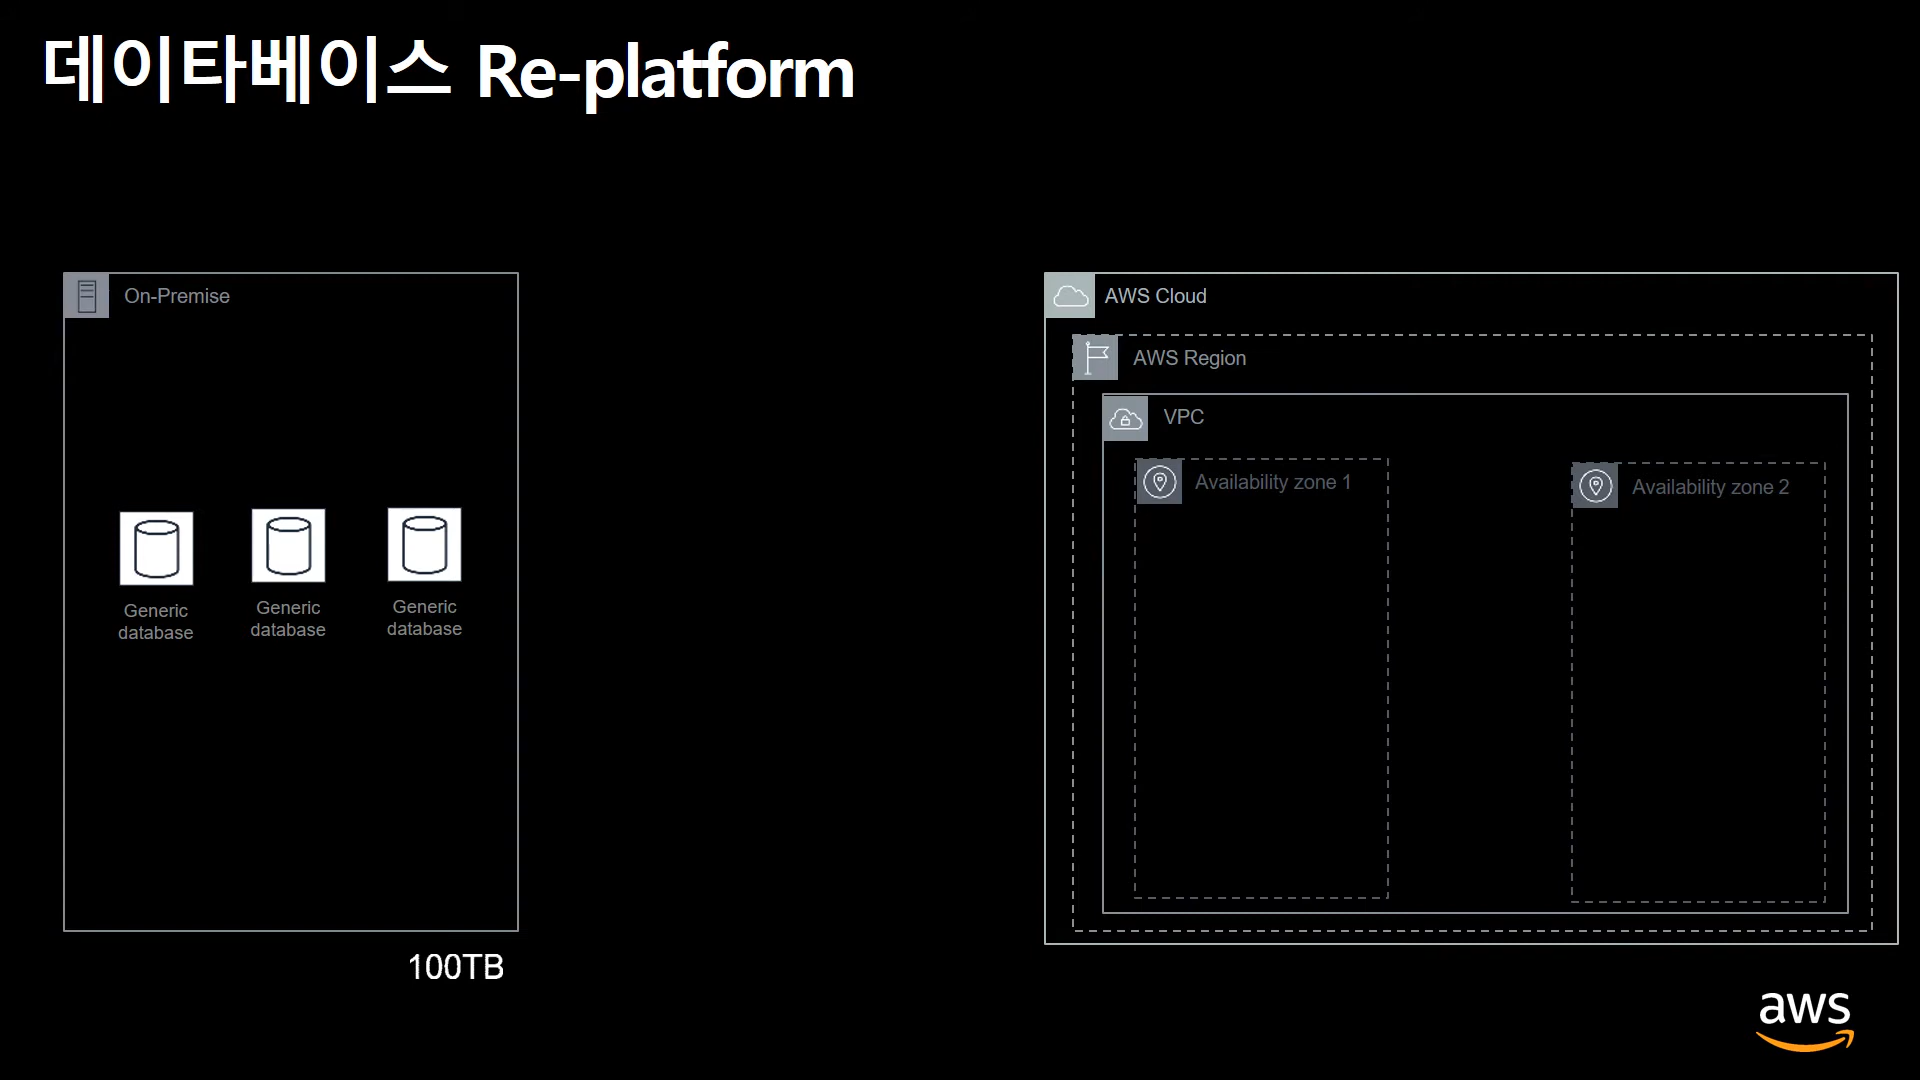 데이타베이스 Re-platform
On-Premise
Generic
database
Generic
database
Generic
database
100TB
AWS Cloud
AWS Region
VPC
Availability zone 1
Availability zone 2
aws